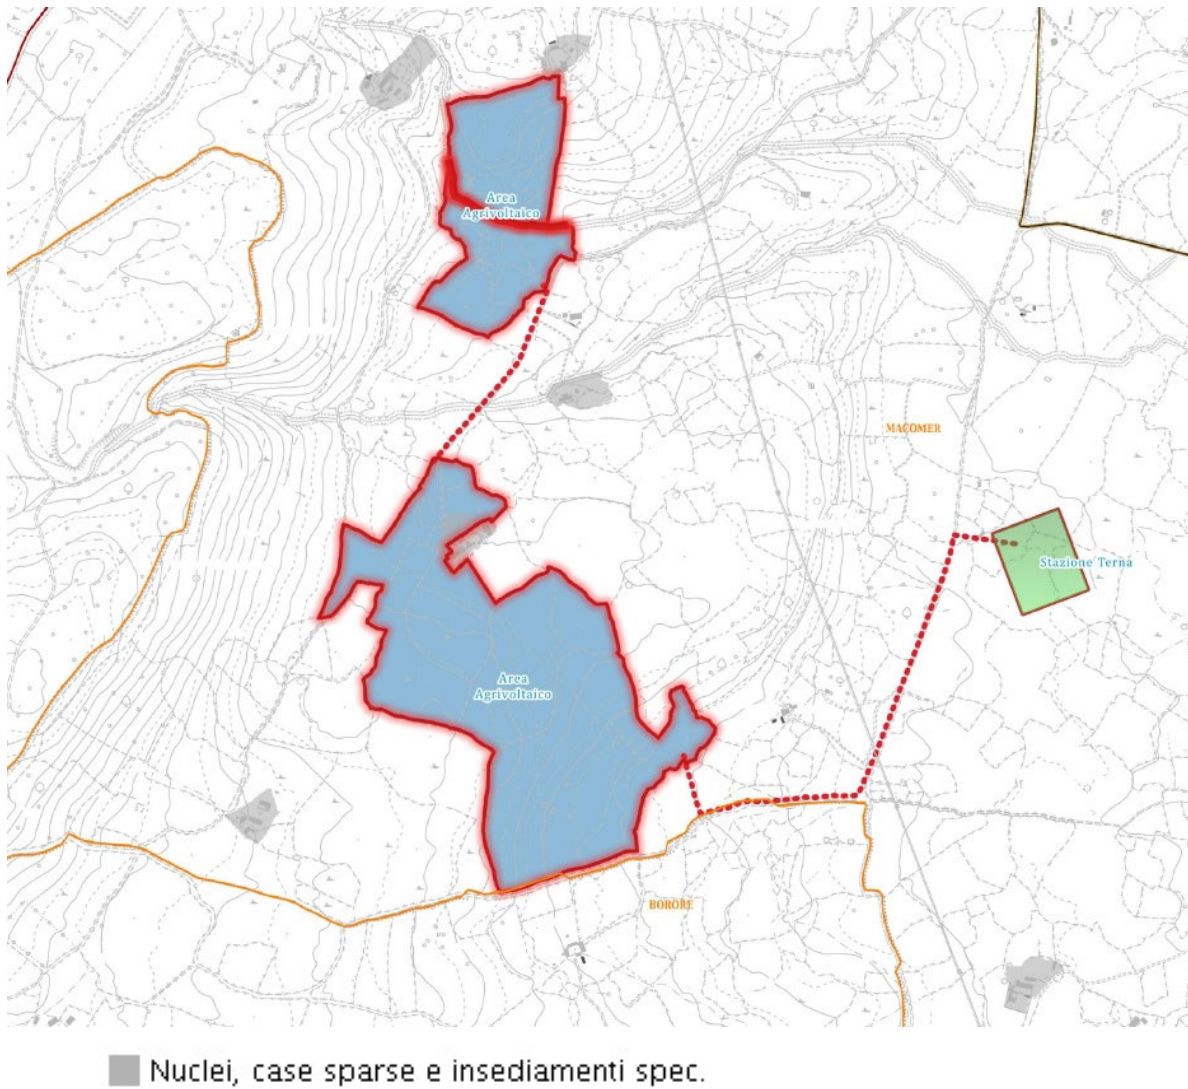 Area
Agrivoltaico
MACOMER
Stazione Terna
Area
Agrivoltaico
BORORE
Nuclei, case sparse e insediamenti spec.